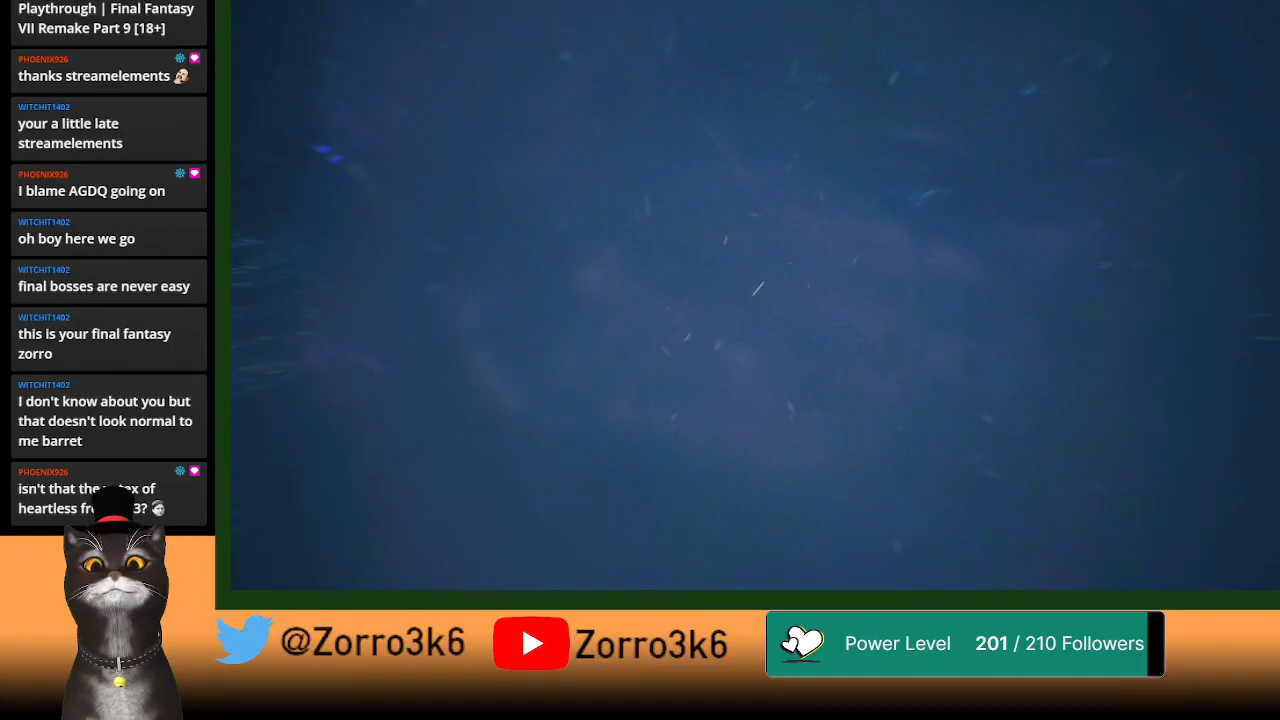 Playthrough | Final Fantasy
VII Remake Part 9 [18+]
PHOENIX926
thanks streamelements
WITCHIT1402
your a little late
streamelements
PHOENIX926
I blame AGDQ going on
WITCHIT1402
oh boy here we go
WITCHIT1402
final bosses are never easy
WITCHIT1402
this is your final fantasy
zorro
WITCHIT1402
I don't know about you but
that doesn't look normal to
me barret
PHOENIX926
isn't that the of
heartless 3?
@Zorro3k6
Zorro3k6
Power Level 201 / 210 Followers